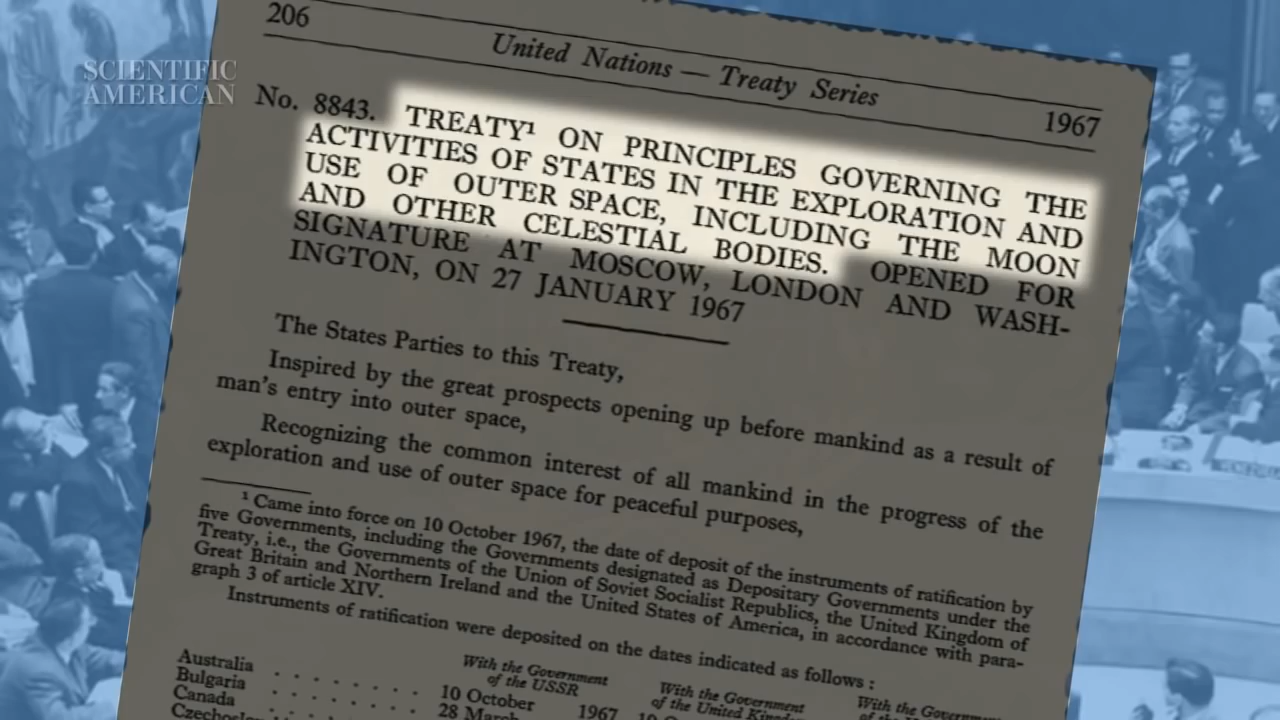 SCIENTIFIC
AMERICAN
206
United Nations — Treaty Series
1967
No. 8843. TREATY¹ ON PRINCIPLES GOVERNING THE
ACTIVITIES OF STATES IN THE EXPLORATION AND
USE OF OUTER SPACE, INCLUDING THE MOON
AND OTHER CELESTIAL BODIES. OPENED FOR
SIGNATURE AT MOSCOW, LONDON AND WASH-
INGTON, ON 27 JANUARY 1967
The States Parties to this Treaty,
Inspired by the great prospects opening up before mankind as a result of
man's entry into outer space,
Recognizing the common interest of all mankind in the progress of the
exploration and use of outer space for peaceful purposes,
¹ Came into force on 10 October 1967, the date of deposit of the instruments of ratification by
five Governments, including the Governments designated as Depositary Governments under the
Treaty, i.e., the Governments of the Union of Soviet Socialist Republics, the United Kingdom of
Great Britain and Northern Ireland and the United States of America, in accordance with para-
graph 3 of article XIV.
Instruments of ratification were deposited on the dates indicated as follows :
With the Government
of the USSR
With the Government
of the United
With the
Australia . . . . . . . . 10 October 1967 10
Bulgaria . . . . . . . . 28 March
Canada